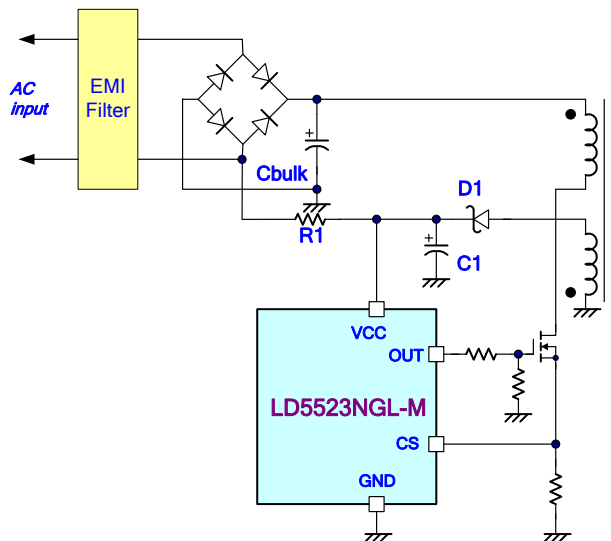 AC
input
EMI
Filter
Cbulk
+
R1
D1
+
C1
VCC
OUT
LD5523NGL-M
CS
GND